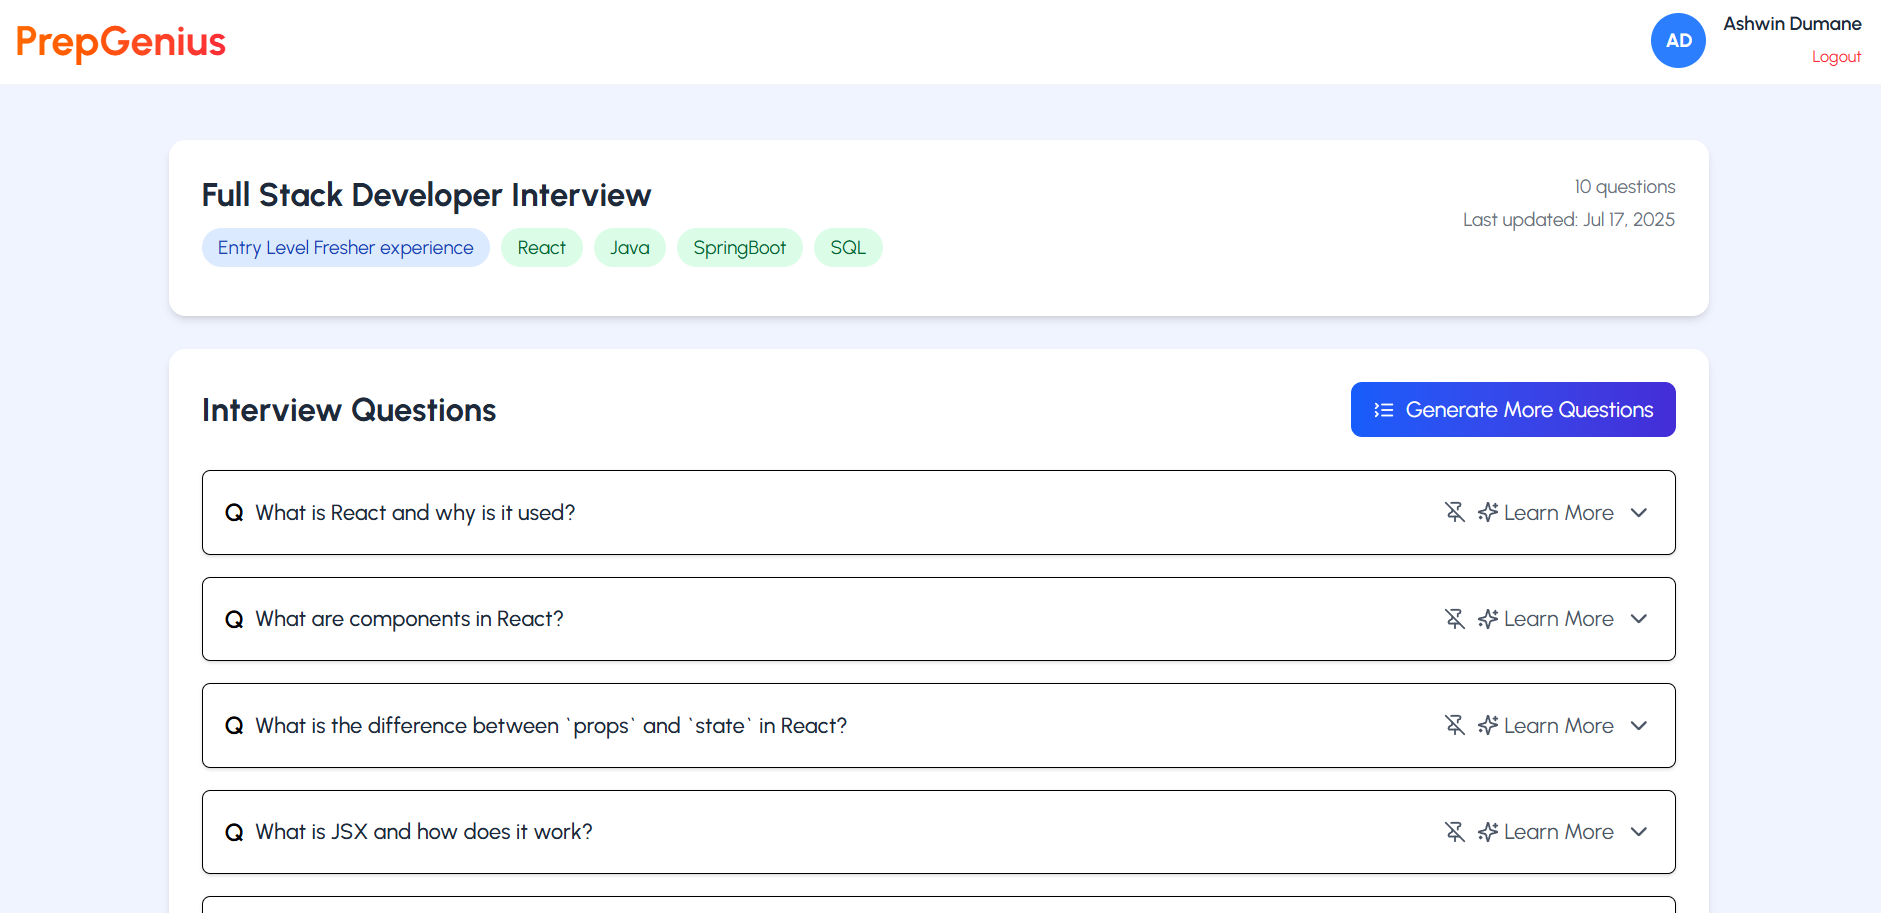 PrepGenius
AD
Ashwin Dumane
Logout
Full Stack Developer Interview
10 questions
Last updated: Jul 17, 2025
Entry Level Fresher experience
React
Java
SpringBoot
SQL
Interview Questions
Generate More Questions
Q What is React and why is it used?
Learn More
Q What are components in React?
Learn More
Q What is the difference between `props` and `state` in React?
Learn More
Q What is JSX and how does it work?
Learn More